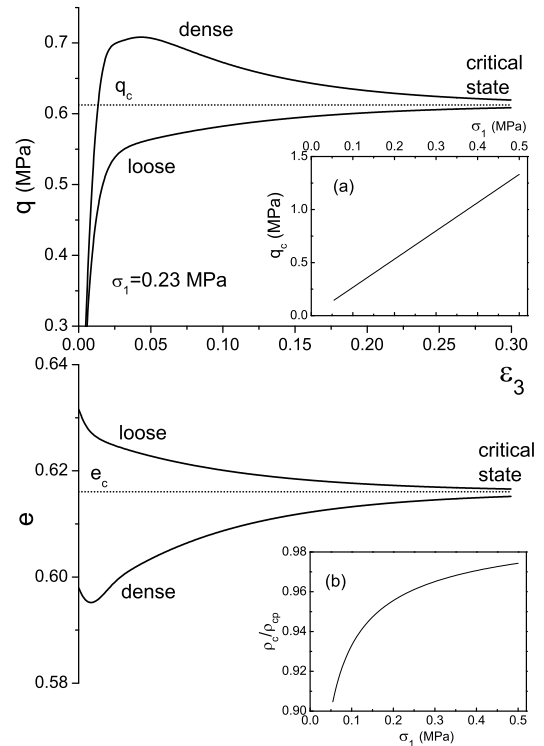 dense
critical
state
q_c
loose
σ₁=0.23 MPa
q (MPa)
0.7
0.6
0.5
0.4
0.3
0.00 0.05 0.10 0.15 0.20 0.25 0.30
ε₃
σ₁ (MPa)
0.0 0.1 0.2 0.3 0.4 0.5
(a)
q_c (MPa)
1.5
1.0
0.5
0.0
0.64
0.62
0.60
0.58
e
loose
e_c
critical
state
dense
(b)
ρ_c/ρ_cp
0.98
0.96
0.94
0.92
0.90
0.0 0.1 0.2 0.3 0.4 0.5
σ₁ (MPa)